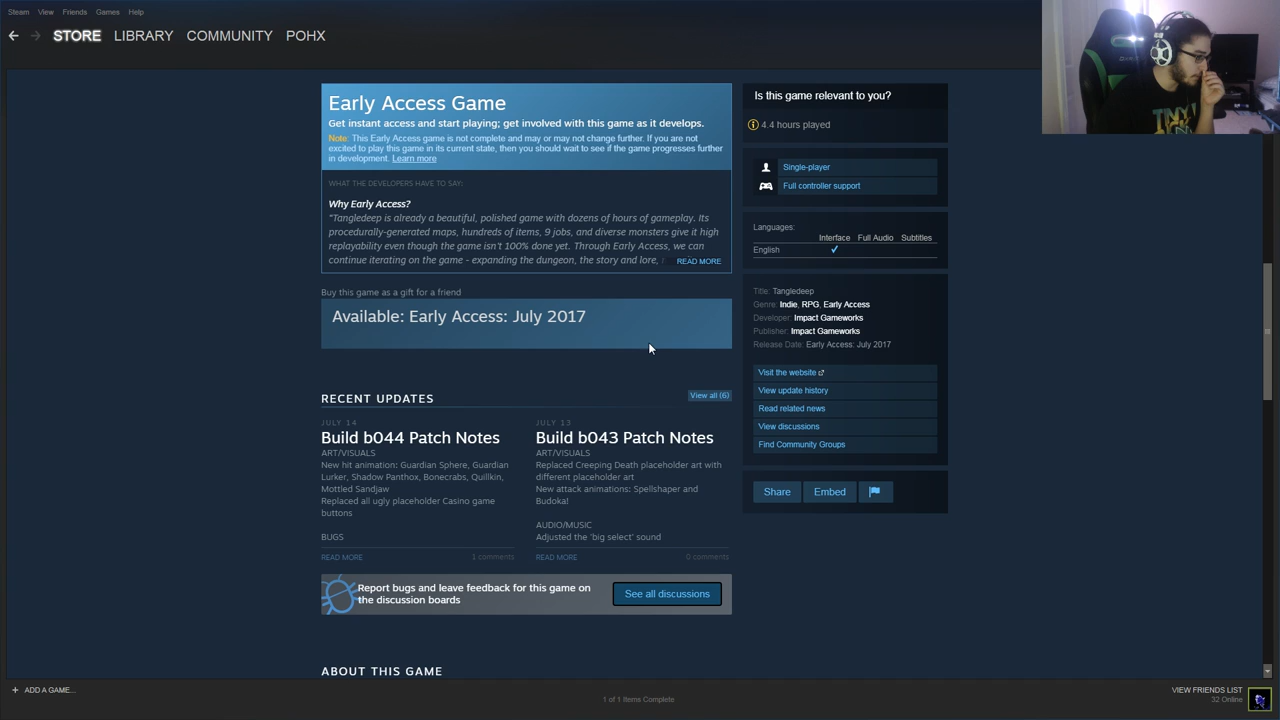 Steam View Friends Games Help
STORE LIBRARY COMMUNITY POHX
Early Access Game
Get instant access and start playing; get involved with this game as it develops.
Note: This Early Access game is not complete and may or may not change further. If you are
not excited to play this game in its current state, then you should wait to see if the game progresses further
in development. Learn more
WHAT THE DEVELOPERS HAVE TO SAY:
Why Early Access?
"Tangledeep is already a beautiful, polished game with dozens of hours of gameplay. Its
procedurally-generated maps, hundreds of items, 9 jobs, and diverse monsters give it high
replayability even though the game isn't 100% done yet. Through Early Access, we can
continue iterating on the game - expanding the dungeon, the story and lore,
READ MORE
Buy this game as a gift for a friend
Available: Early Access: July 2017
RECENT UPDATES
View all (6)
JULY 14
Build b044 Patch Notes
ART/VISUALS
New hit animation: Guardian Sphere, Guardian
Lurker, Shadow Panthox, Bonecrabs, Quillkin,
Mottled Sandjaw
Replaced all ugly placeholder Casino game
buttons
BUGS
READ MORE 1 comments
JULY 13
Build b043 Patch Notes
ART/VISUALS
Replaced Creeping Death placeholder art with
different placeholder art
New attack animations: Spellshaper and
Budoka!
AUDIO/MUSIC
Adjusted the 'big select' sound
READ MORE 0 comments
Report bugs and leave feedback for this game on
the discussion boards
See all discussions
ABOUT THIS GAME
Is this game relevant to you?
4.4 hours played
Single-player
Full controller support
Languages:
Interface Full Audio Subtitles
English
Title: Tangledeep
Genre: Indie, RPG, Early Access
Developer: Impact Gameworks
Publisher: Impact Gameworks
Release Date: Early Access: July 2017
Visit the website
View update history
Read related news
View discussions
Find Community Groups
Share Embed
+ ADD A GAME...
1 of 1 Items Complete
VIEW FRIENDS LIST
32 Online